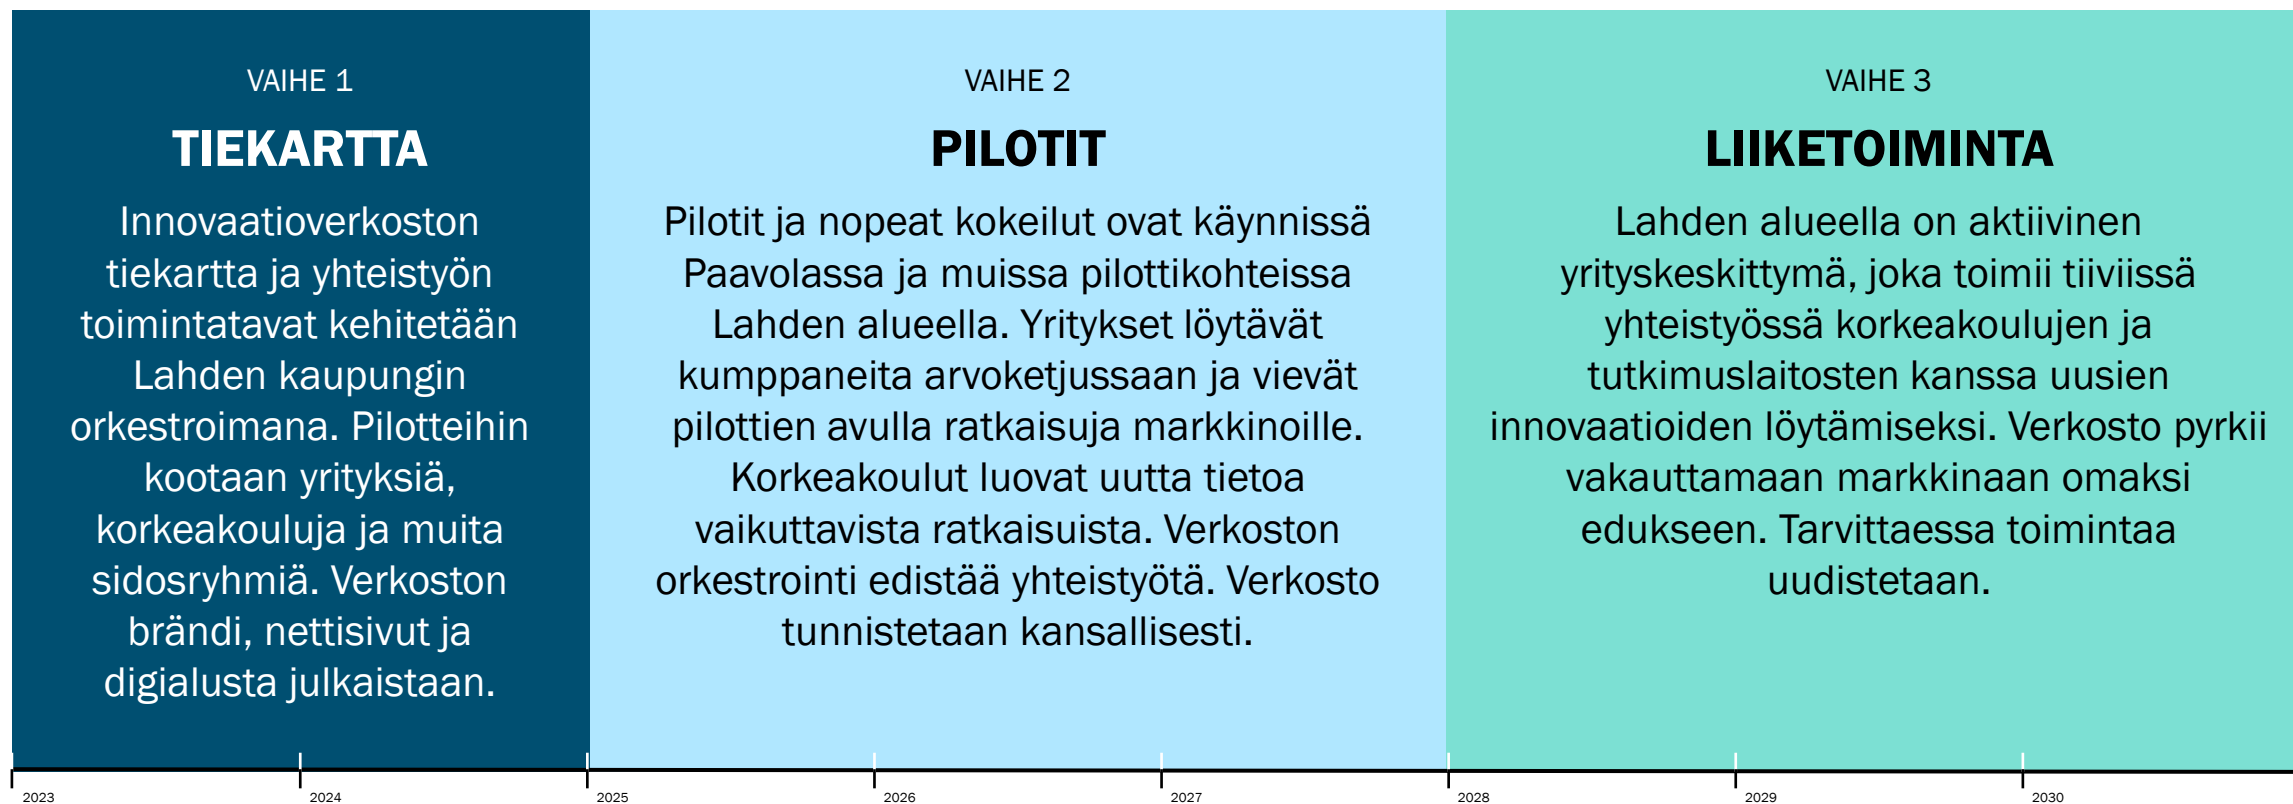 VAIHE 1
TIEKARTTA
Innovaatioverkoston
tiekartta ja yhteistyön
toimintatavat kehitetään
Lahden kaupungin
orkestroimana. Pilotteihin
kootaan yrityksiä,
korkeakouluja ja muita
sidosryhmiä. Verkoston
brändi, nettisivut ja
digialusta julkaistaan.
VAIHE 2
PILOTIT
Pilotit ja nopeat kokeilut ovat käynnissä
Paavolassa ja muissa pilottikohteissa
Lahden alueella. Yritykset löytävät
kumppaneita arvoketjussaan ja vievät
pilottien avulla ratkaisuja markkinoille.
Korkeakoulut luovat uutta tietoa
vaikuttavista ratkaisuista. Verkoston
orkestrointi edistää yhteistyötä. Verkosto
tunnistetaan kansallisesti.
VAIHE 3
LIIKETOIMINTA
Lahden alueella on aktiivinen
yrityskeskittymä, joka toimii tiiviissä
yhteistyössä korkeakoulujen ja
tutkimuslaitosten kanssa uusien
innovaatioiden löytämiseksi. Verkosto pyrkii
vakauttamaan markkinaan omaksi
edukseen. Tarvittaessa toimintaa
uudistetaan.
2023
2024
2025
2026
2027
2028
2029
2030